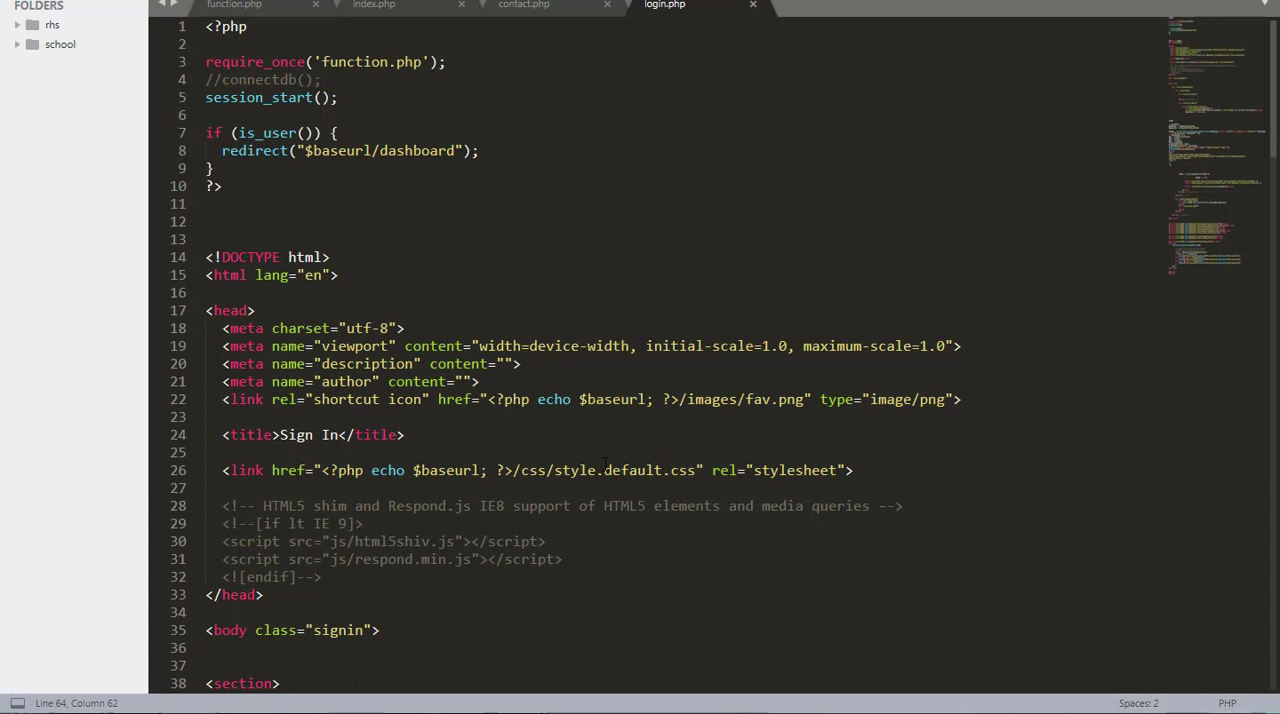 FOLDERS
rhs
school
function.php
index.php
contact.php
login.php
1 <?php
2
3 require_once('function.php');
4 //connectdb();
5 session_start();
6
7 if (is_user()) {
8 redirect("$baseurl/dashboard");
9 }
10 ?>
11
12
13
14 <!DOCTYPE html>
15 <html lang="en">
16
17 <head>
18 <meta charset="utf-8">
19 <meta name="viewport" content="width=device-width, initial-scale=1.0, maximum-scale=1.0">
20 <meta name="description" content="">
21 <meta name="author" content="">
22 <link rel="shortcut icon" href="<?php echo $baseurl; ?>/images/fav.png" type="image/png">
23
24 <title>Sign In</title>
25
26 <link href="<?php echo $baseurl; ?>/css/style.default.css" rel="stylesheet">
27
28 <!-- HTML5 shim and Respond.js IE8 support of HTML5 elements and media queries -->
29 <!--[if lt IE 9]>
30 <script src="js/html5shiv.js"></script>
31 <script src="js/respond.min.js"></script>
32 <![endif]-->
33 </head>
34
35 <body class="signin">
36
37
38 <section>
Line 64, Column 62
Spaces: 2
PHP